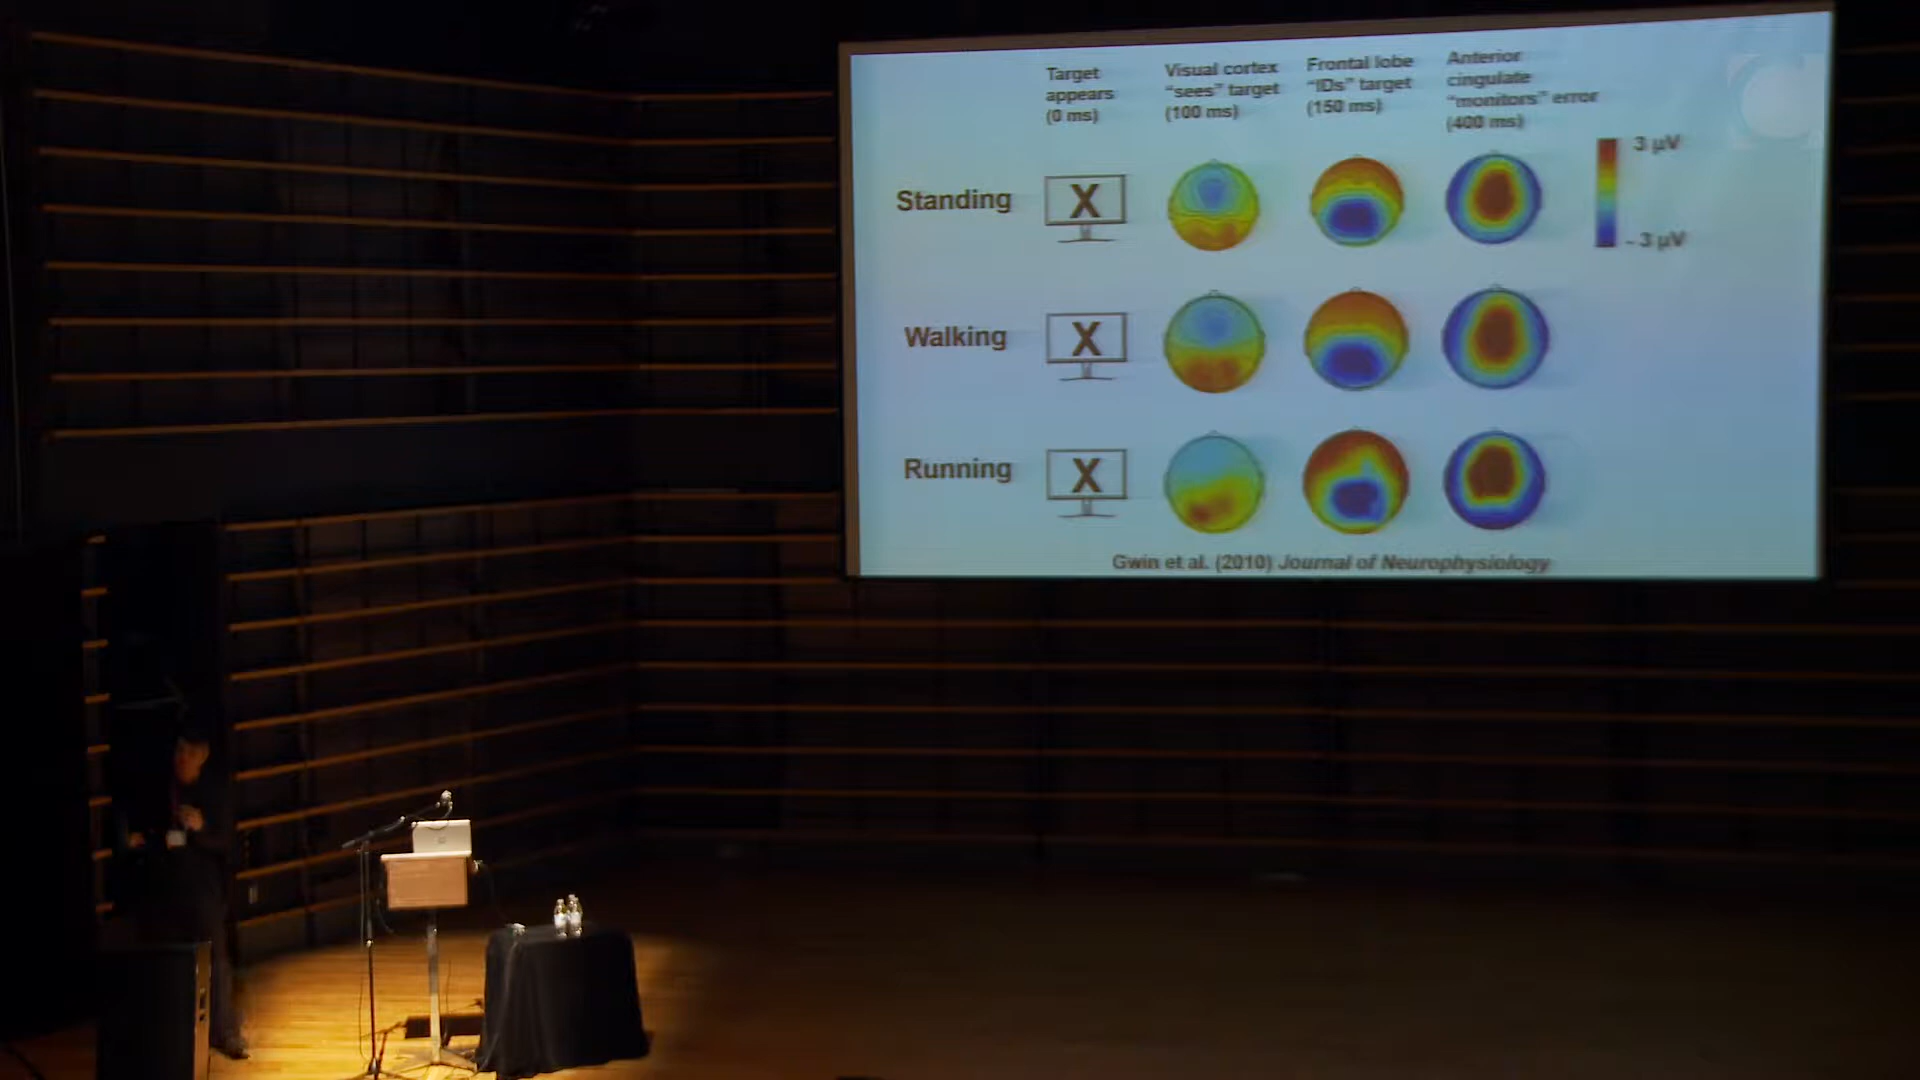 Target
appears
(0 ms)
Visual cortex
“sees” target
(100 ms)
Frontal lobe
“IDs” target
(150 ms)
Anterior
cingulate
“monitors” error
(400 ms)
3 µV
- 3 µV
Standing
X
Walking
X
Running
X
Gwin et al. (2010) Journal of Neurophysiology